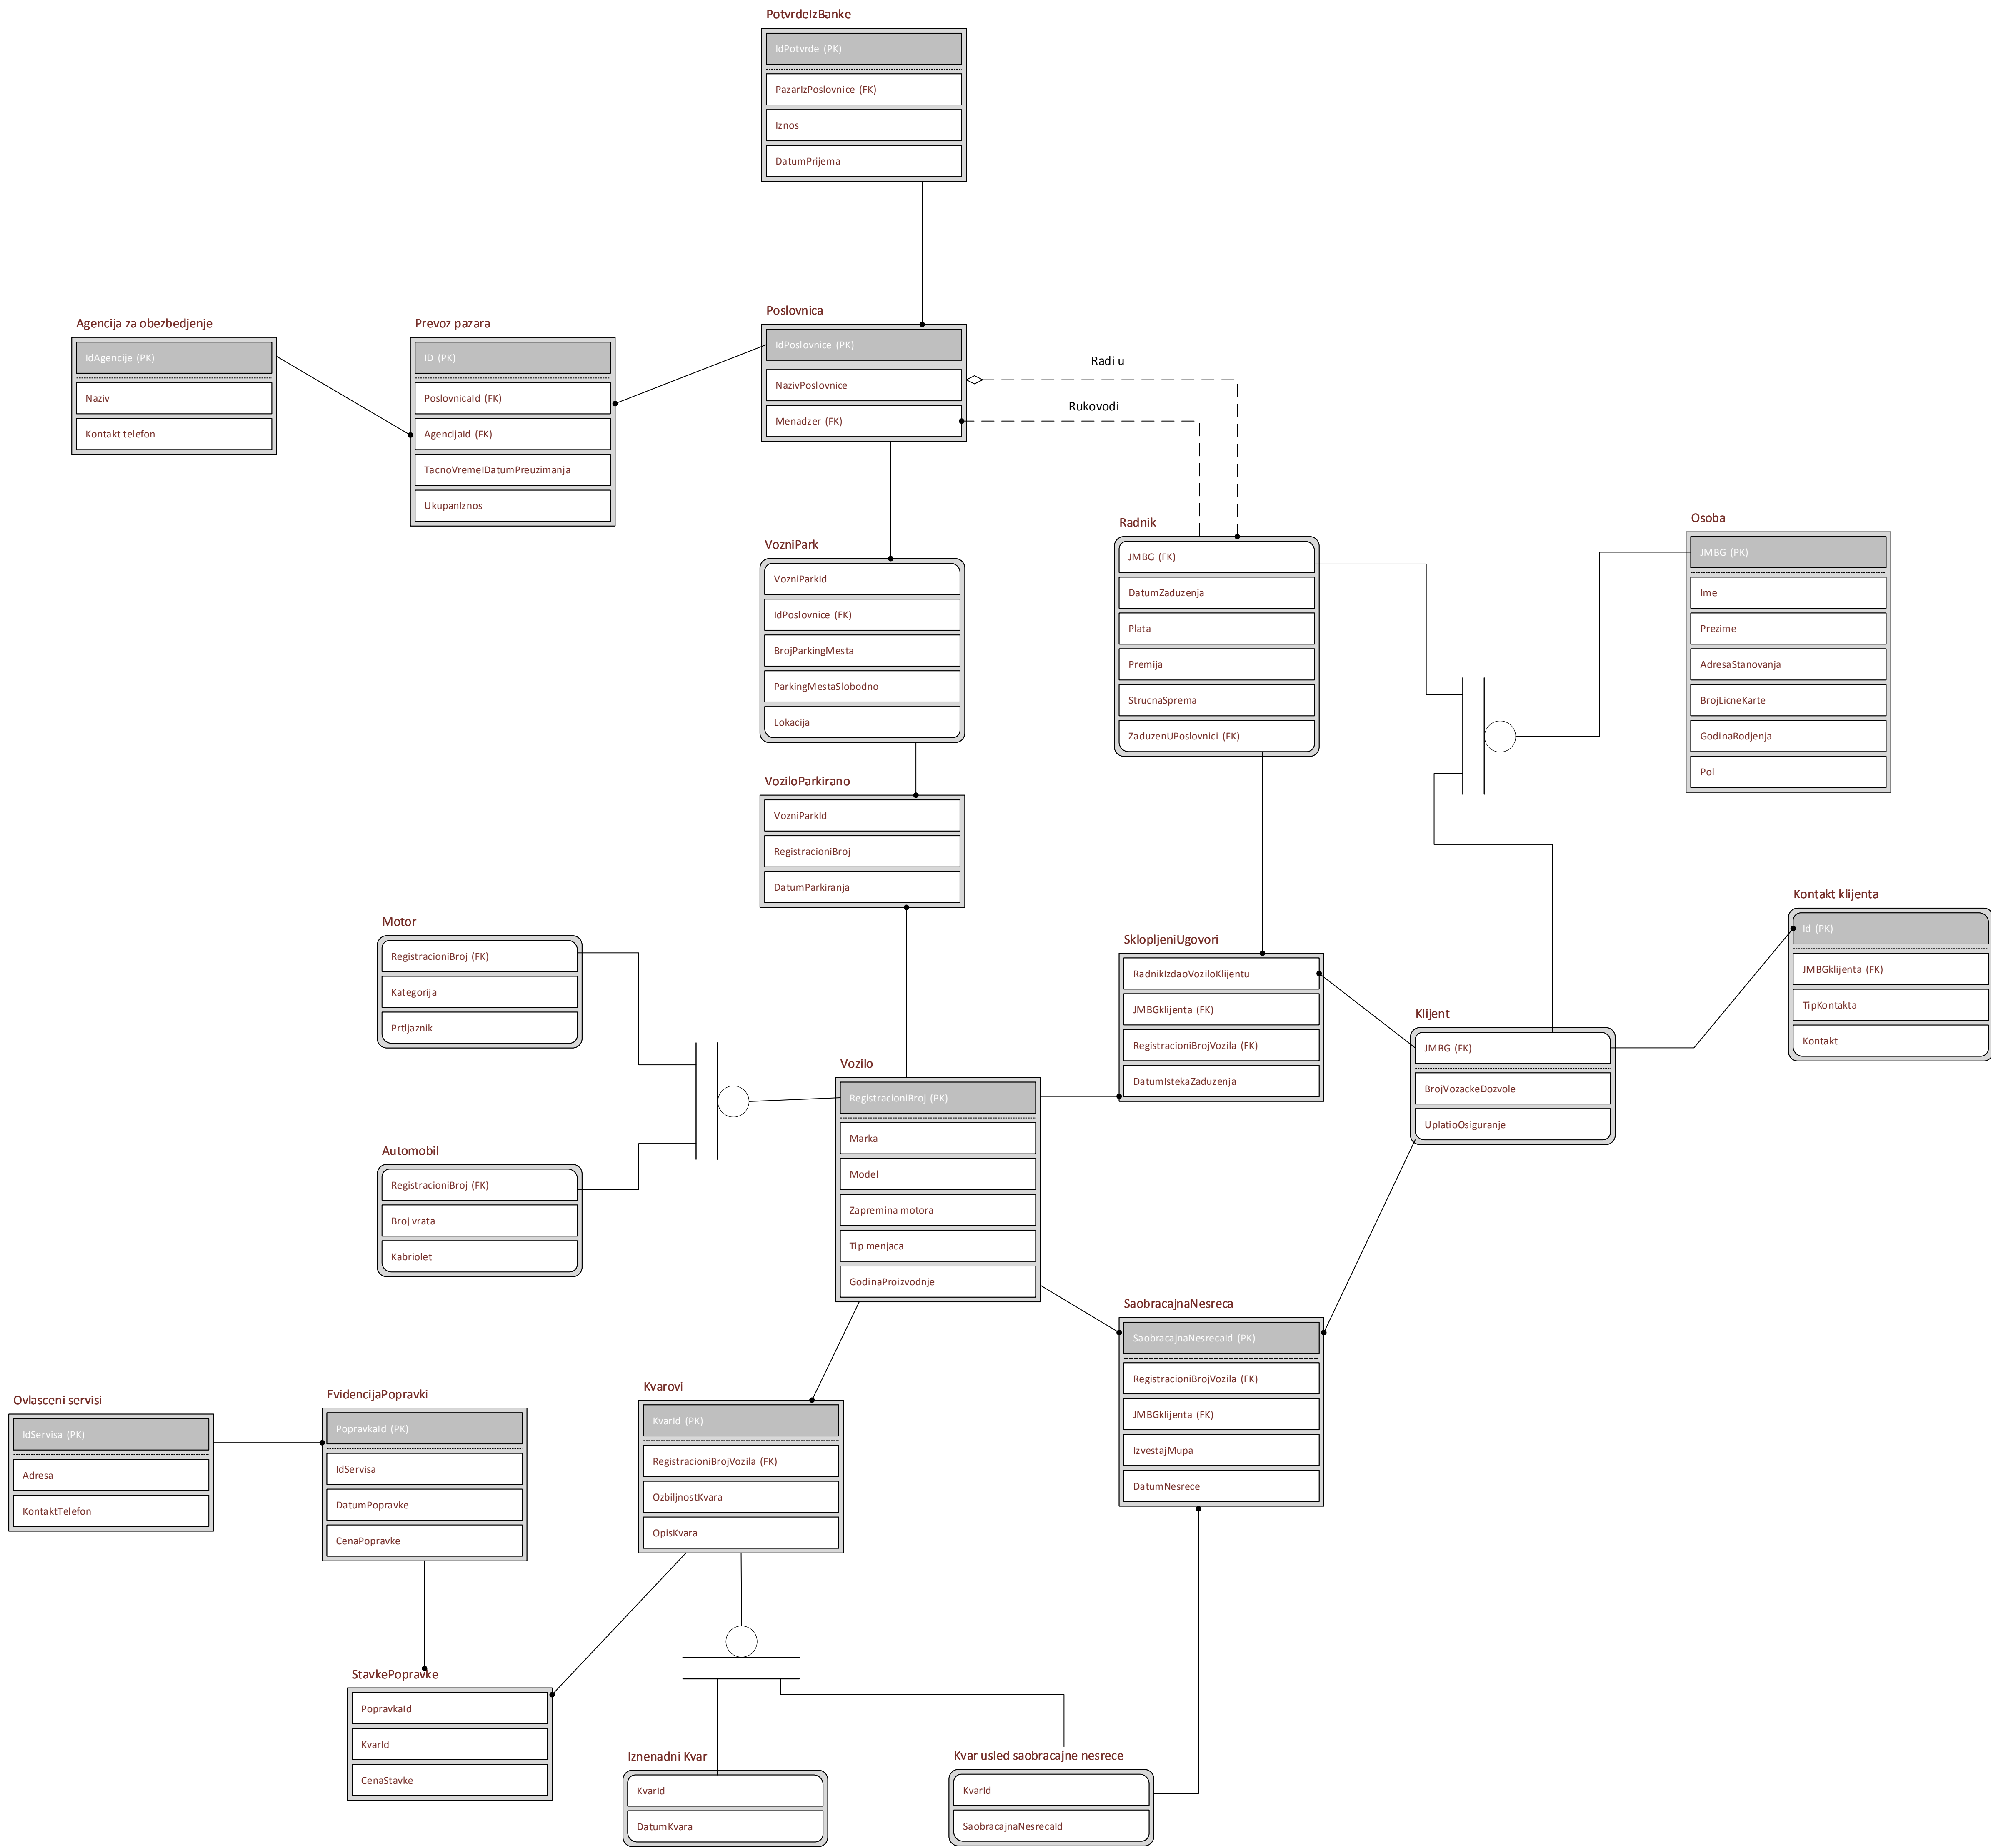 PotvrdeIzBanke
IdPotvrde (PK)
PazarIzPoslovnice (FK)
Iznos
DatumPrijema
Agencija za obezbedjenje
IdAgencije (PK)
Naziv
Kontakt telefon
Prevoz pazara
ID (PK)
PoslovnicaId (FK)
AgencijaId (FK)
TacnoVremeIDatumPreuzimanja
UkupanIznos
Poslovnica
IdPoslovnice (PK)
NazivPoslovnice
Menadzer (FK)
Radi u
Rukovodi
VozniPark
VozniParkId
IdPoslovnice (FK)
BrojParkingMesta
ParkingMestaSlobodno
Lokacija
Radnik
JMBG (FK)
DatumZaduzenja
Plata
Premija
StrucnaSprema
ZaduzenUPoslovnici (FK)
Osoba
JMBG (PK)
Ime
Prezime
AdresaStanovanja
BrojLicneKarte
GodinaRodjenja
Pol
VoziloParkirano
VozniParkId
RegistracioniBroj
DatumParkiranja
Motor
RegistracioniBroj (FK)
Kategorija
Prtljaznik
SklopljeniUgovori
RadnikIzdaoVoziloKlijentu
JMBGklijenta (FK)
RegistracioniBrojVozila (FK)
DatumIstekaZaduzenja
Kontakt klijenta
Id (PK)
JMBGklijenta (FK)
TipKontakta
Kontakt
Klijent
JMBG (FK)
BrojVozackeDozvole
UplatioOsiguranje
Vozilo
RegistracioniBroj (PK)
Marka
Model
Zapremina motora
Tip menjaca
GodinaProizvodnje
Automobil
RegistracioniBroj (FK)
Broj vrata
Kabriolet
SaobracajnaNesreca
SaobracajnaNesrecaId (PK)
RegistracioniBrojVozila (FK)
JMBGklijenta (FK)
IzvestajMupa
DatumNesrece
Ovlasceni servisi
IdServisa (PK)
Adresa
KontaktTelefon
EvidencijaPopravki
PopravkaId (PK)
IdServisa
DatumPopravke
CenaPopravke
Kvarovi
KvarId (PK)
RegistracioniBrojVozila (FK)
OzbiljnostKvara
OpisKvara
StavkePopravke
PopravkaId
KvarId
CenaStavke
Iznenadni Kvar
KvarId
DatumKvara
Kvar usled saobracajne nesrece
KvarId
SaobracajnaNesrecaId